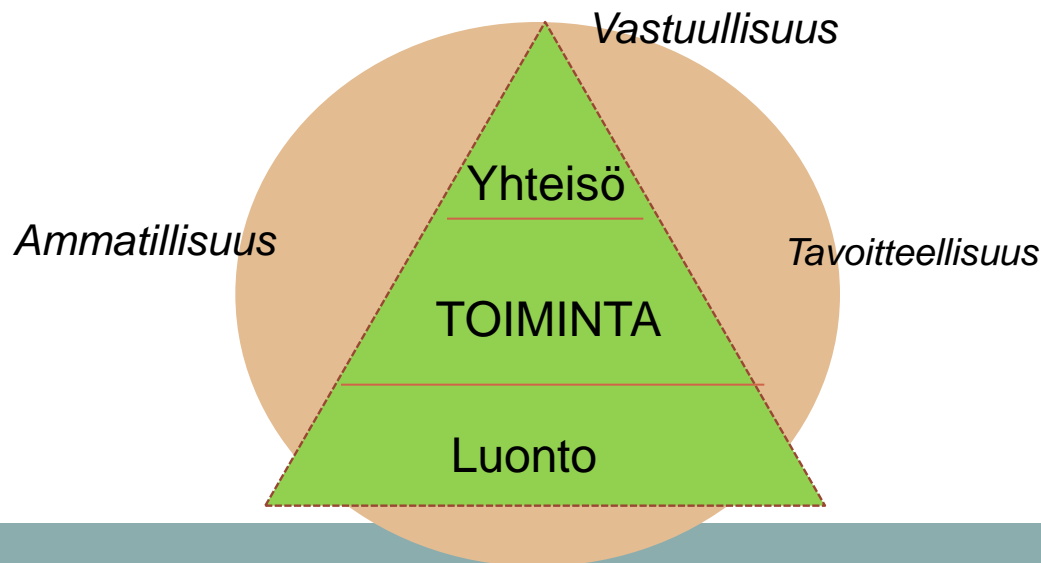 Vastuullisuus
Yhteisö
Ammatillisuus
Tavoitteellisuus
TOIMINTA
Luonto